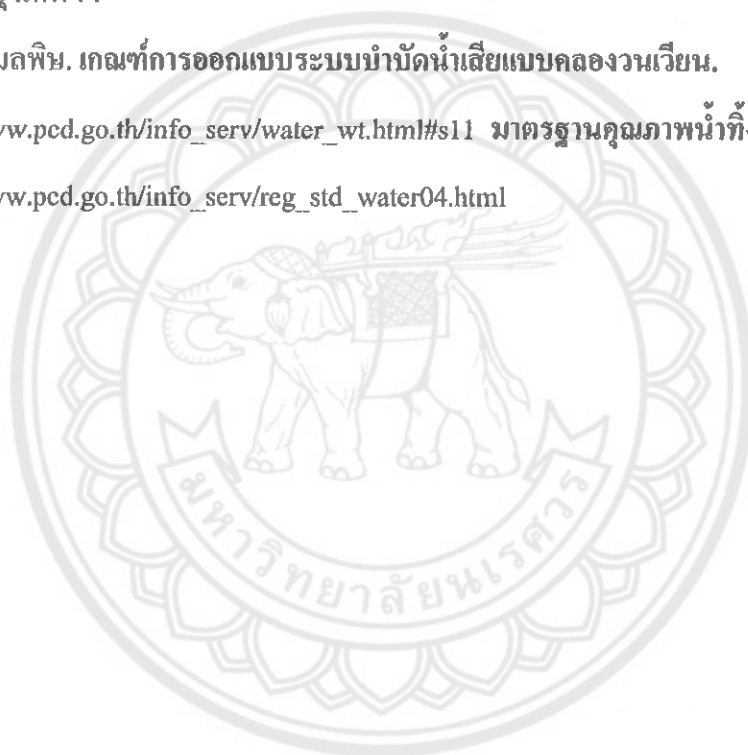 ลพิษ. เกณฑ์การออกแบบระบบบำบัดน้ำเสียแบบคลองวนเวียน.
w.pcd.go.th/info_serv/water_wt.html#s11 มาตรฐานคุณภาพน้ำทิ้ง
w.pcd.go.th/info_serv/reg_std_water04.html
มหาวิทยาลัยนเรศวร